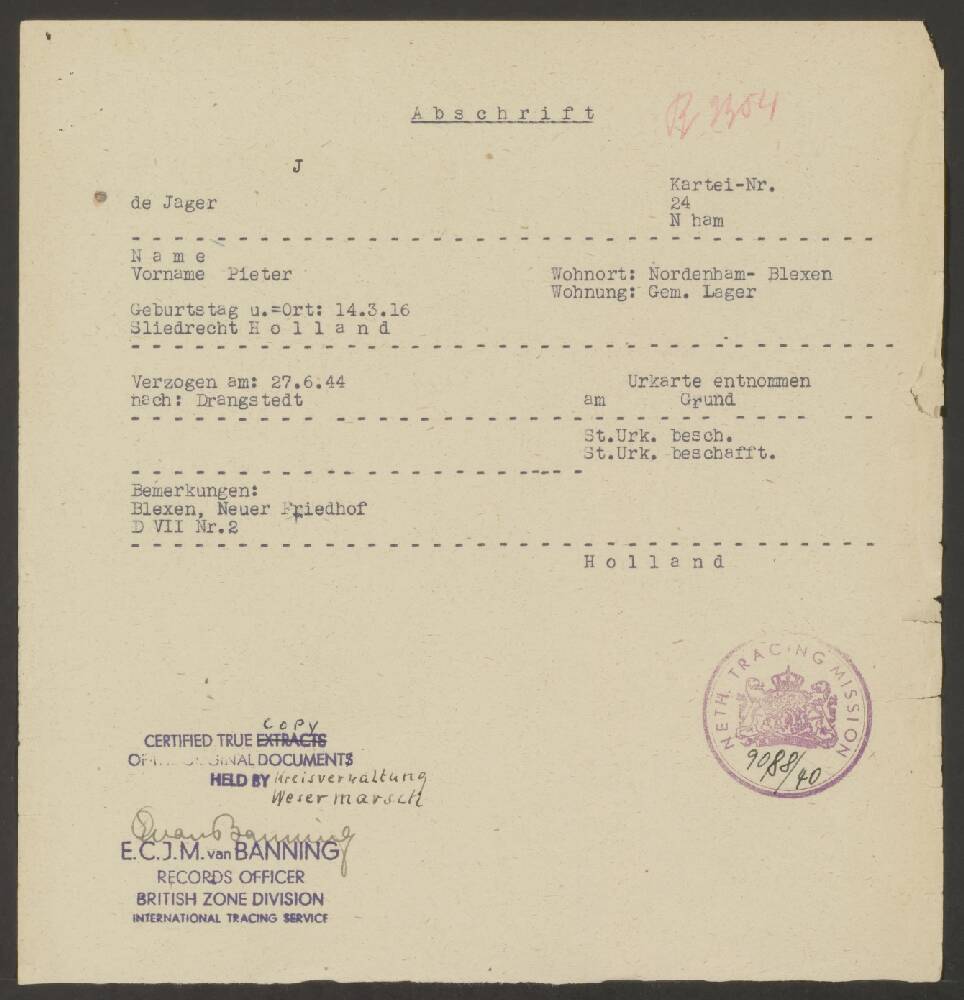 Abschrift
J
Kartei-Nr.
de Jager
24
N ham
Name
Vorname Pieter
Wohnort: Nordenham- Blexen
Wohnung: Gem. Lager
Geburtstag u.=Ort: 14.3.16
Sliedrecht Holland
Verzogen am: 27.6.44
Urkarte entnommen
nach: Drangstedt
am Grund
St.Urk. besch.
St.Urk. beschafft.
Bemerkungen:
Blexen, Neuer Friedhof
D VII Nr.2
Holland
NETH. TRACING MISSION
9088/40
Copy
CERTIFIED TRUE EXTRACTS
DOCUMENTS
HELD BY Kreisverwaltung
Wesermarsch
E.C.J.M. van BANNING
RECORDS OFFICER
BRITISH ZONE DIVISION
INTERNATIONAL TRACING SERVICE